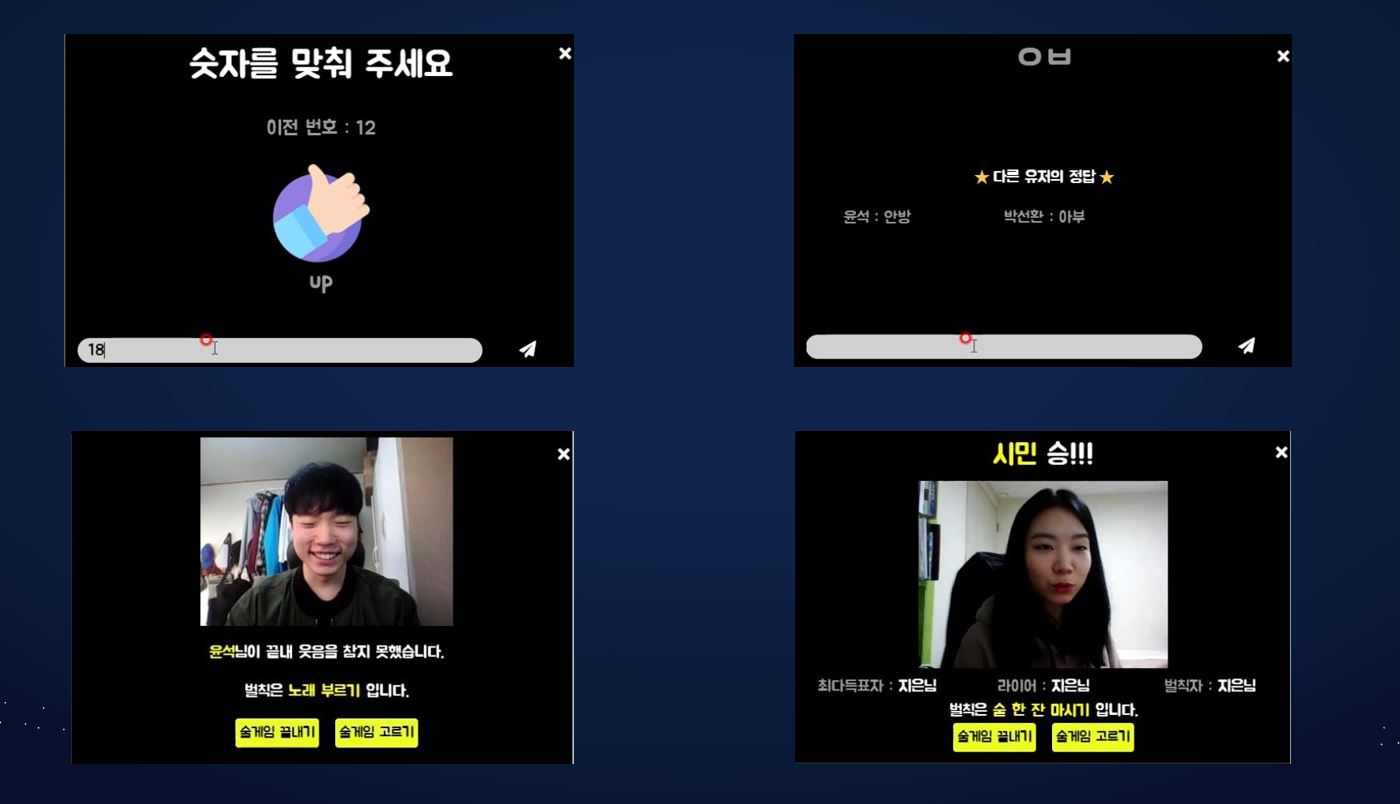 숫자를 맞춰 주세요
이전 번호 : 12
up
18
ㅇㅂ
다른 유저의 정답
윤석 : 안방
박선환 : 아부
윤석님이 끝내 웃음을 참지 못했습니다.
벌칙은 노래 부르기 입니다.
술게임 끝내기
술게임 고르기
시민 승!!!
최다득표자 : 지은님
라이어 : 지은님
벌칙자 : 지은님
벌칙은 술 한 잔 마시기 입니다.
술게임 끝내기
술게임 고르기